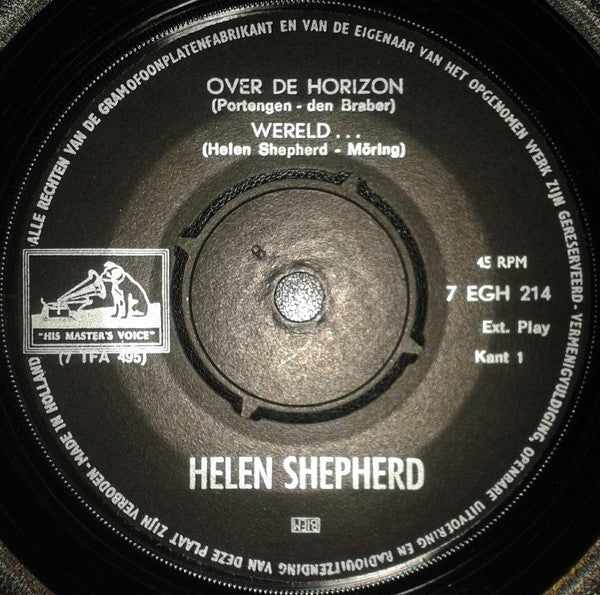 ALLE RECHTEN VAN DE GRAMOFOONPLATENFABRIKANT EN VAN DE EIGENAAR VAN HET OPGENOMEN WERK ZIJN GERESERVEERD- VERMENIGVULDIGING, OPENBARE UITVOERING EN RADIOUITZENDING VAN DEZE PLAAT ZIJN VERBODEN- MADE IN HOLLAND
OVER DE HORIZON
(Portengen - den Braber)
WERELD . . .
(Helen Shepherd - Möring)
8
45 RPM
7 EGH 214
Ext. Play
Kant 1
"HIS MASTER'S VOICE"
(7 TFA 495)
HELEN SHEPHERD
BIEM